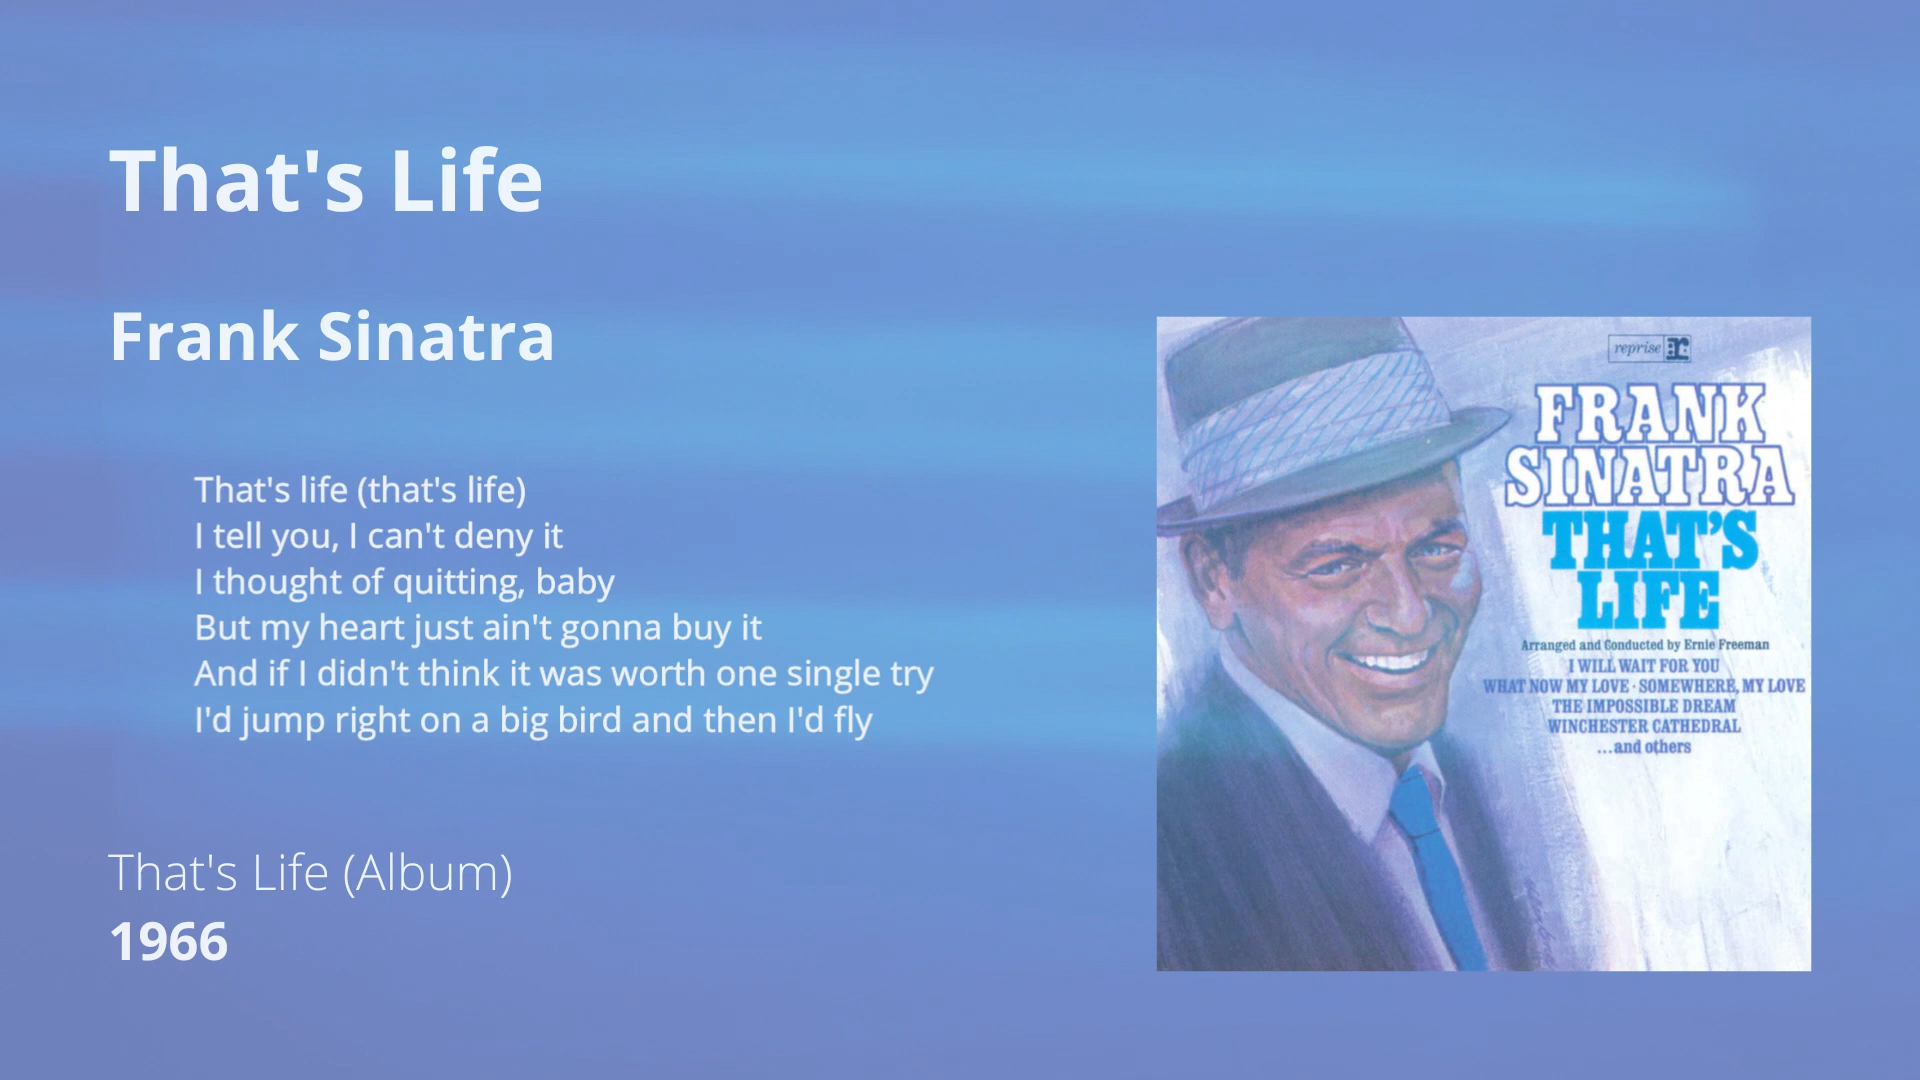 That's Life
Frank Sinatra
That's life (that's life)
I tell you, I can't deny it
I thought of quitting, baby
But my heart just ain't gonna buy it
And if I didn't think it was worth one single try
I'd jump right on a big bird and then I'd fly
That's Life (Album)
1966
reprise
FRANK
SINATRA
THAT'S
LIFE
Arranged and Conducted by Ernie Freeman
I WILL WAIT FOR YOU
WHAT NOW MY LOVE · SOMEWHERE, MY LOVE
THE IMPOSSIBLE DREAM
WINCHESTER CATHEDRAL
...and others